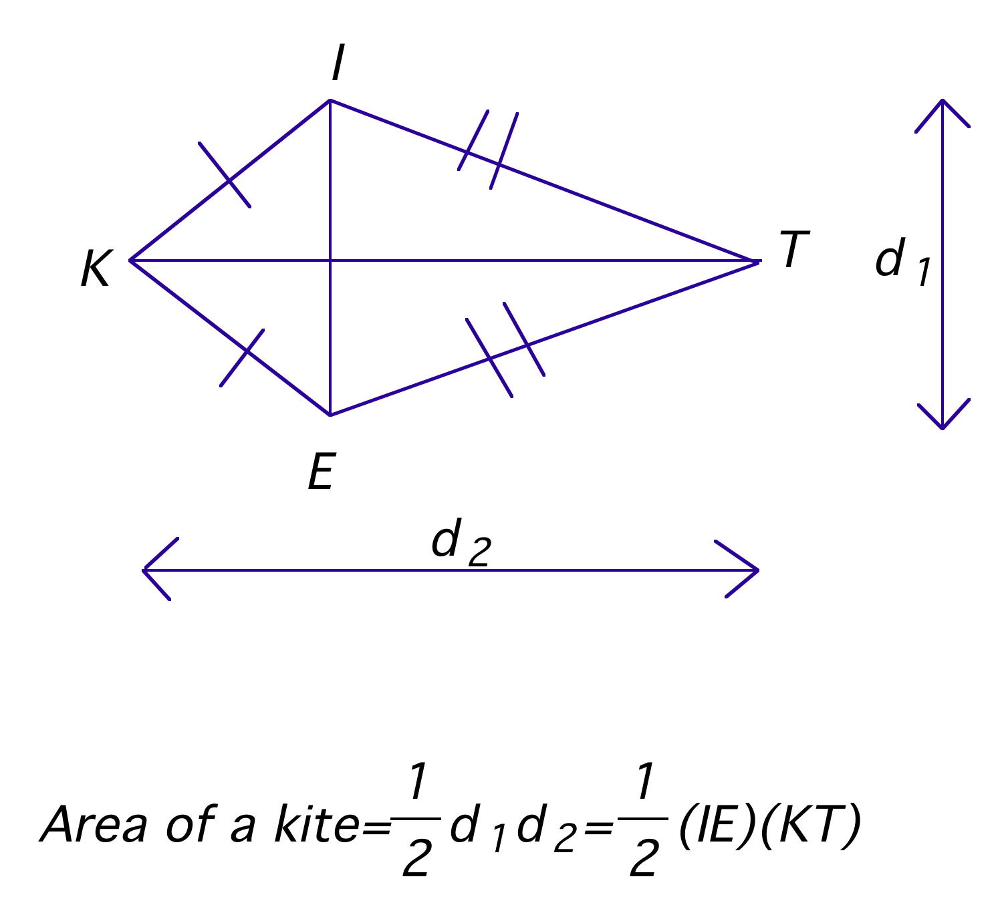 I
K
T
d 1
E
d 2
Area of a kite=1/2 d 1 d 2=1/2 (IE)(KT)